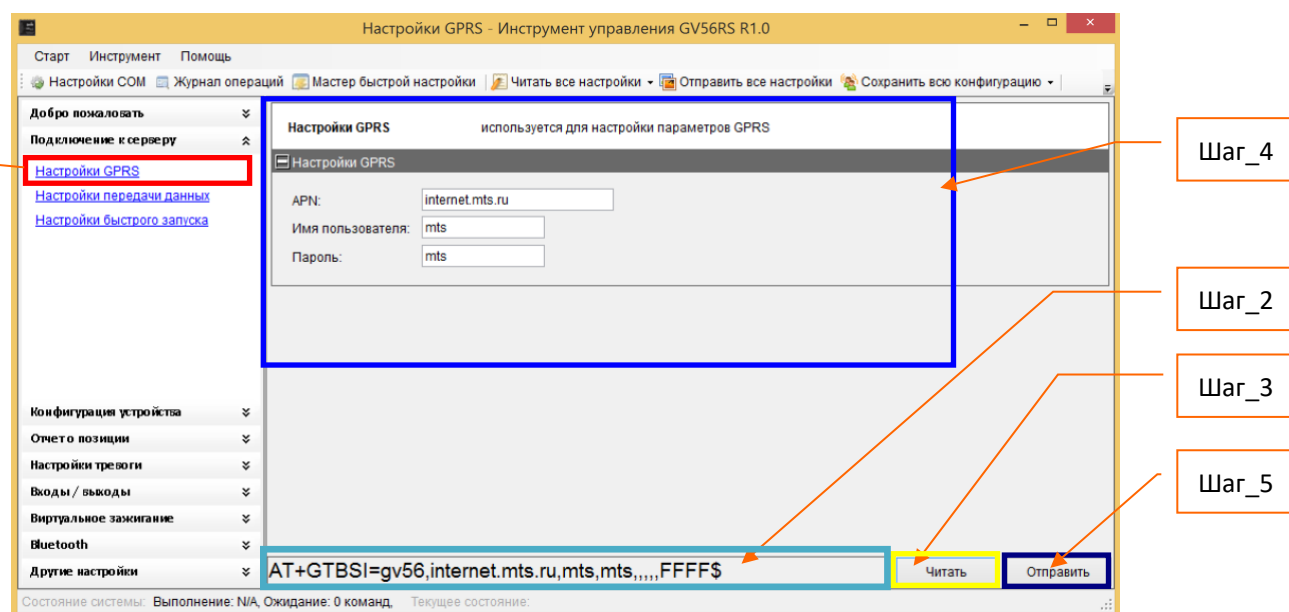 Настройки GPRS - Инструмент управления GV56RS R1.0
Старт Инструмент Помощь
Настройки COM Журнал операций Мастер быстрой настройки Читать все настройки Отправить все настройки Сохранить всю конфигурацию
Добро пожаловать
Подключение к серверу
Настройки GPRS
Настройки передачи данных
Настройки быстрого запуска
Конфигурация устройства
Отчет о позиции
Настройки тревоги
Входы / выходы
Виртуальное зажигание
Bluetooth
Другие настройки
Настройки GPRS используется для настройки параметров GPRS
Настройки GPRS
APN: internet.mts.ru
Имя пользователя: mts
Пароль: mts
AT+GTBSI=gv56,internet.mts.ru,mts,mts,,,,,FFFF$
Читать Отправить
Состояние системы: Выполнение: N/A, Ожидание: 0 команд, Текущее состояние:
Шаг_4
Шаг_2
Шаг_3
Шаг_5